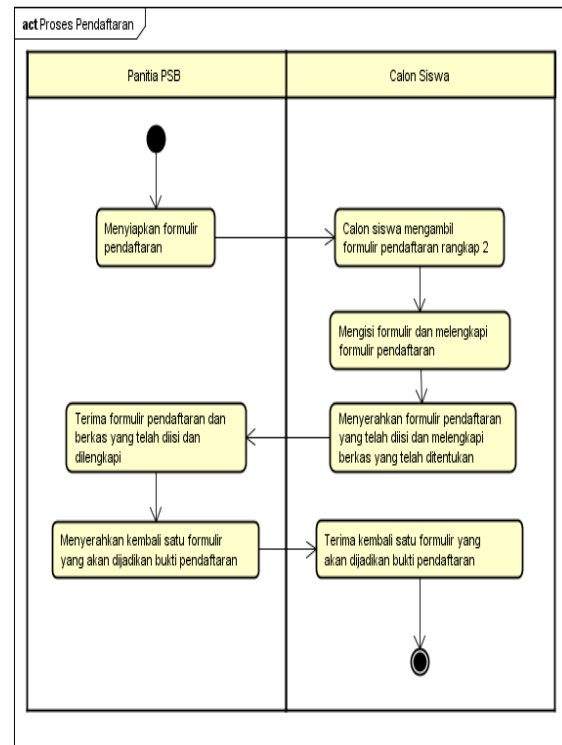 act Proses Pendaftaran
Panitia PSB
Calon Siswa
Menyiapkan formulir
pendaftaran
Calon siswa mengambil
formulir pendaftaran rangkap 2
Mengisi formulir dan melengkapi
formulir pendaftaran
Menyerahkan formulir pendaftaran
yang telah diisi dan melengkapi
berkas yang telah ditentukan
Terima formulir pendaftaran dan
berkas yang telah diisi dan
dilengkapi
Menyerahkan kembali satu formulir
yang akan dijadikan bukti pendaftaran
Terima kembali satu formulir yang
akan dijadikan bukti pendaftaran